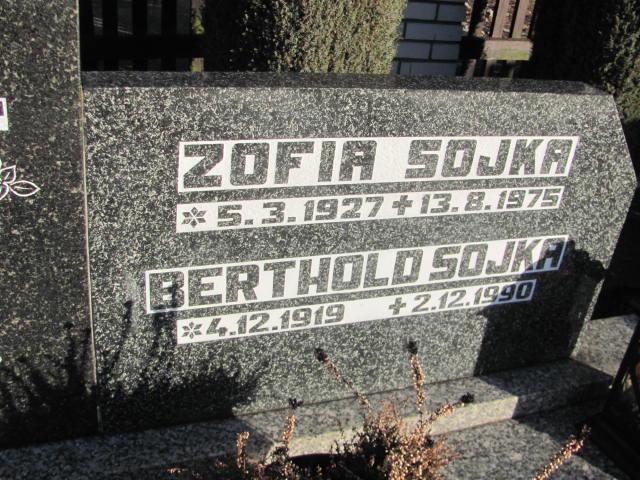 ZOFIA SOJKA
* 5.3.1927 + 13.8.1975
BERTHOLD SOJKA
* 4.12.1919 + 2.12.1990